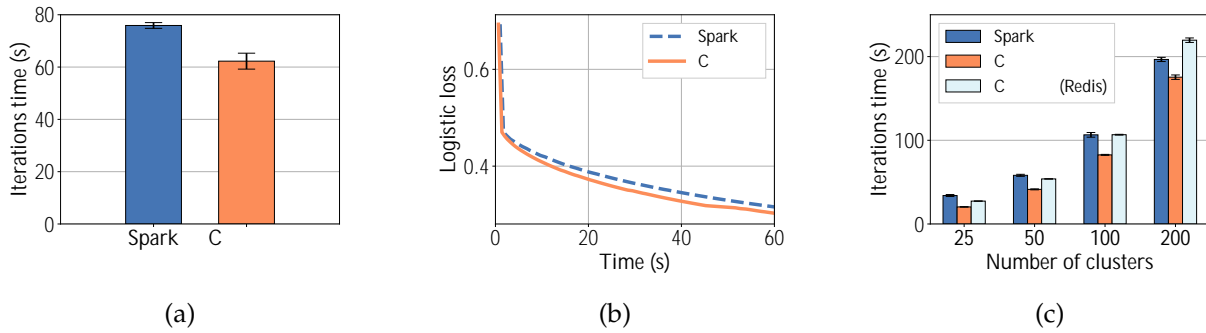 80
60
40
20
0
Iterations time (s)
Spark C
(a)
Logistic loss
0.6
0.4
Spark
C
0 20 40 60
Time (s)
(b)
Iterations time (s)
200
100
0
Spark
C
C (Redis)
25 50 100 200
Number of clusters
(c)